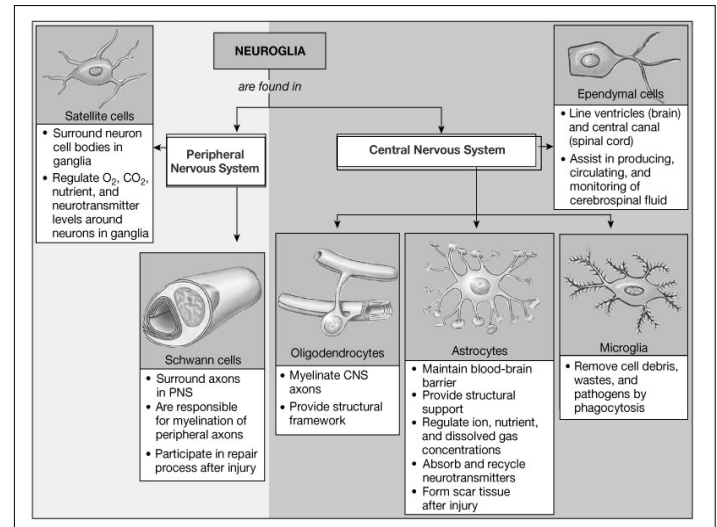 NEUROGLIA
are found in
Satellite cells
• Surround neuron
cell bodies in
ganglia
• Regulate O₂, CO₂,
nutrient, and
neurotransmitter
levels around
neurons in ganglia
Peripheral
Nervous System
Central Nervous System
Ependymal cells
• Line ventricles (brain)
and central canal
(spinal cord)
• Assist in producing,
circulating, and
monitoring of
cerebrospinal fluid
Schwann cells
• Surround axons
in PNS
• Are responsible
for myelination of
peripheral axons
• Participate in repair
process after injury
Oligodendrocytes
• Myelinate CNS
axons
• Provide structural
framework
Astrocytes
• Maintain blood-brain
barrier
• Provide structural
support
• Regulate ion, nutrient,
and dissolved gas
concentrations
• Absorb and recycle
neurotransmitters
• Form scar tissue
after injury
Microglia
• Remove cell debris,
wastes, and
pathogens by
phagocytosis